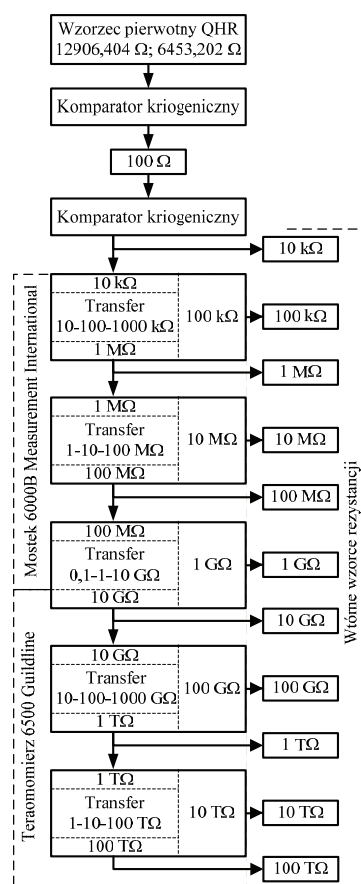 Wzorzec pierwotny QHR
12906,404 Ω; 6453,202 Ω
Komparator kriogeniczny
100 Ω
Komparator kriogeniczny
10 kΩ
10 kΩ
Transfer
10-100-1000 kΩ
1 MΩ
100 kΩ
100 kΩ
1 MΩ
1 MΩ
Transfer
1-10-100 MΩ
100 MΩ
10 MΩ
10 MΩ
100 MΩ
100 MΩ
Transfer
0,1-1-10 GΩ
10 GΩ
1 GΩ
1 GΩ
10 GΩ
10 GΩ
Transfer
10-100-1000 GΩ
1 TΩ
100 GΩ
100 GΩ
1 TΩ
1 TΩ
Transfer
1-10-100 TΩ
100 TΩ
10 TΩ
10 TΩ
100 TΩ
Mostek 6000B Measurement International
Teraomomierz 6500 Guildline
Wtórne wzorce rezystancji